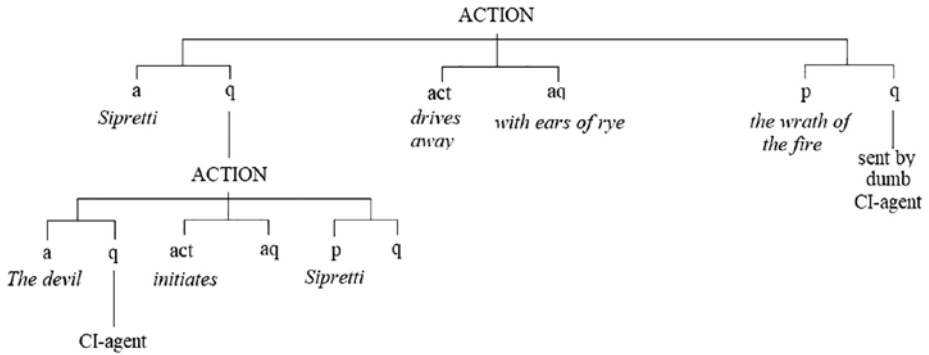 ACTION
a q act aq p q
Sipretti drives away with ears of rye the wrath of the fire
sent by dumb CI-agent
ACTION
a q act aq p q
The devil initiates Sipretti
CI-agent